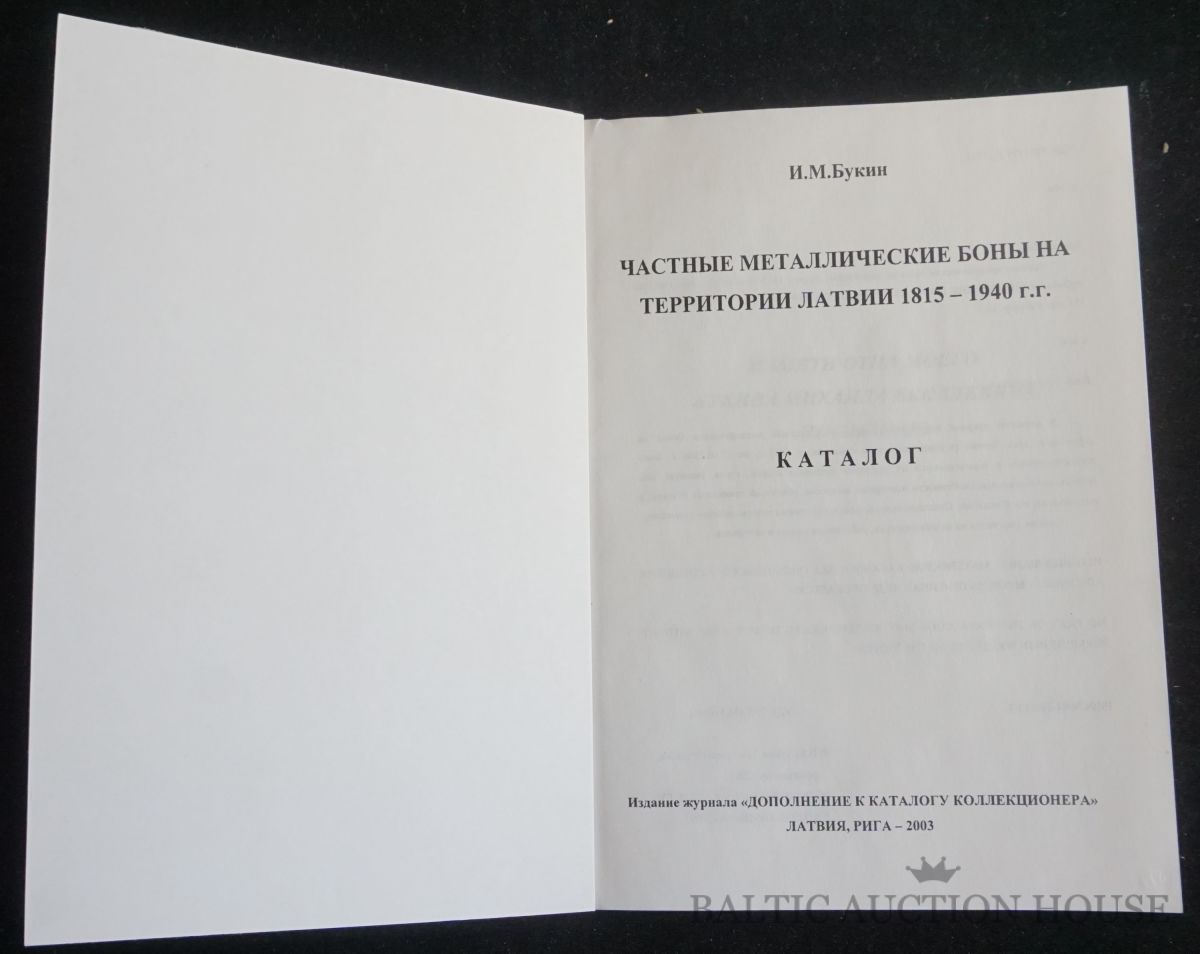 И.М.Букин
ЧАСТНЫЕ МЕТАЛЛИЧЕСКИЕ БОНЫ НА
ТЕРРИТОРИИ ЛАТВИИ 1815 – 1940 г.г.
КАТАЛОГ
Издание журнала «ДОПОЛНЕНИЕ К КАТАЛОГУ КОЛЛЕКЦИОНЕРА»
ЛАТВИЯ, РИГА – 2003
BALTIC AUCTION HOUSE